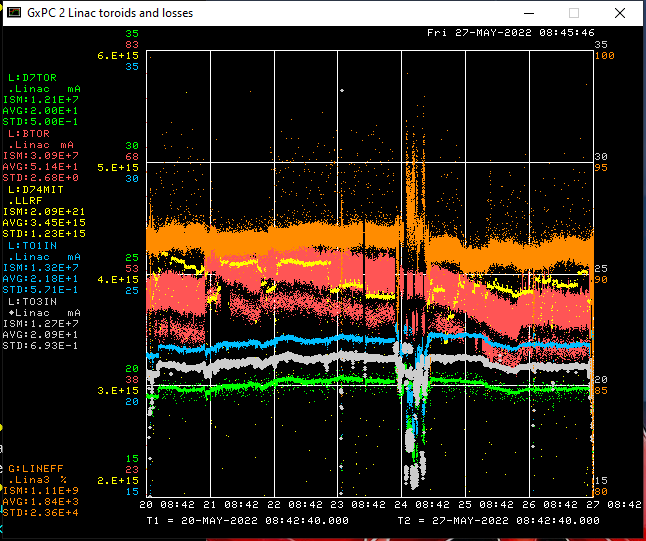 GxPC 2 Linac toroids and losses
Fri 27-MAY-2022 08:45:46
35
83
6.E+15
35
35
100
L:D7TOR
.Linac mA
ISM:1.21E+7
AVG:2.00E+1
STD:5.00E-1
L:BTOR
.Linac mA
ISM:3.09E+7
AVG:5.14E+1
STD:2.68E+0
L:D74MIT
.LLRF
ISM:2.09E+21
AVG:3.45E+15
STD:1.23E+15
L:TO1IN
.Linac mA
ISM:1.32E+7
AVG:2.18E+1
STD:5.71E-1
L:TO3IN
*Linac mA
ISM:1.27E+7
AVG:2.09E+1
STD:6.93E-1
G:LINEFF
.Lina3 %
ISM:1.11E+9
AVG:1.84E+3
STD:2.36E+4
30
68
5.E+15
30
30
95
25
53
4.E+15
25
25
90
20
38
3.E+15
20
20
85
15
23
2.E+15
15
15
80
20 08:42 21 08:42 22 08:42 23 08:42 24 08:42 25 08:42 26 08:42 27 08:42
T1 = 20-MAY-2022 08:42:40.000 T2 = 27-MAY-2022 08:42:40.000